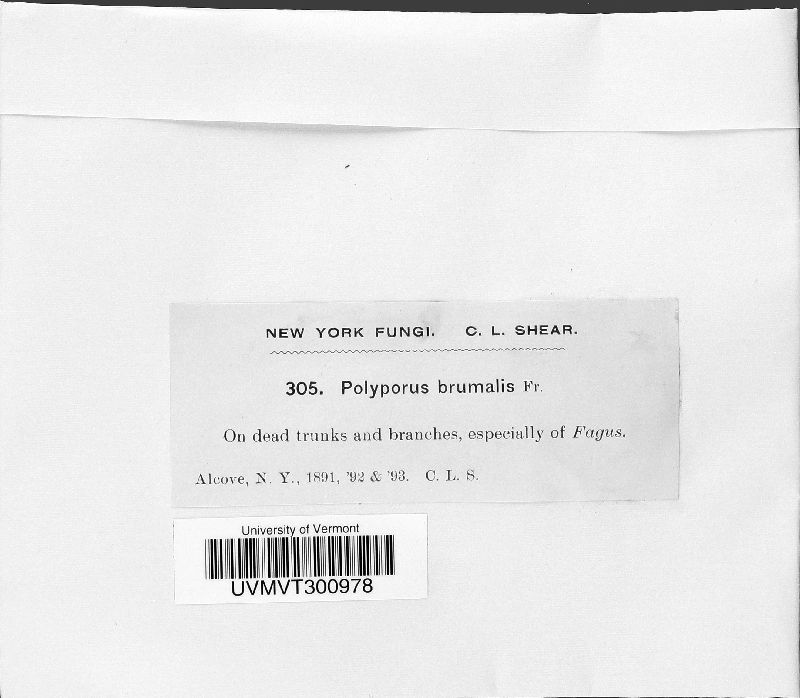 NEW YORK FUNGI. C. L. SHEAR.
305. Polyporus brumalis Fr.
On dead trunks and branches, especially of Fagus.
Alcove, N. Y., 1891, '92 & '93. C. L. S.
University of Vermont
UVMVT300978